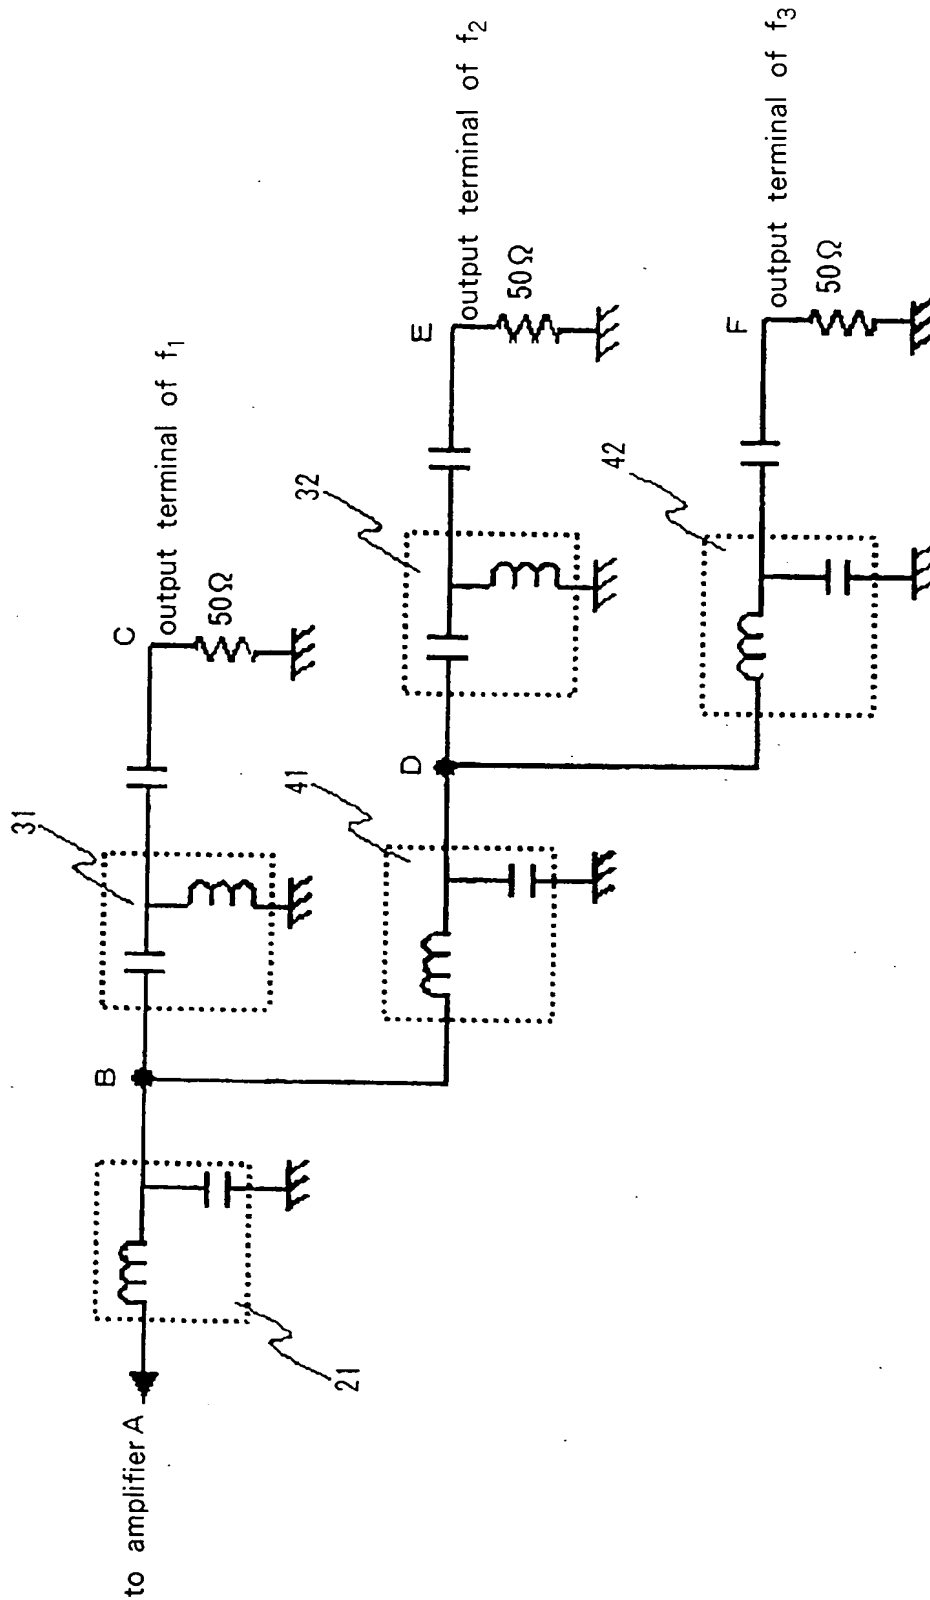 to amplifier A
21
B
31
C
output terminal of f₁
50Ω
41
D
32
E
output terminal of f₂
50Ω
42
F
output terminal of f₃
50Ω